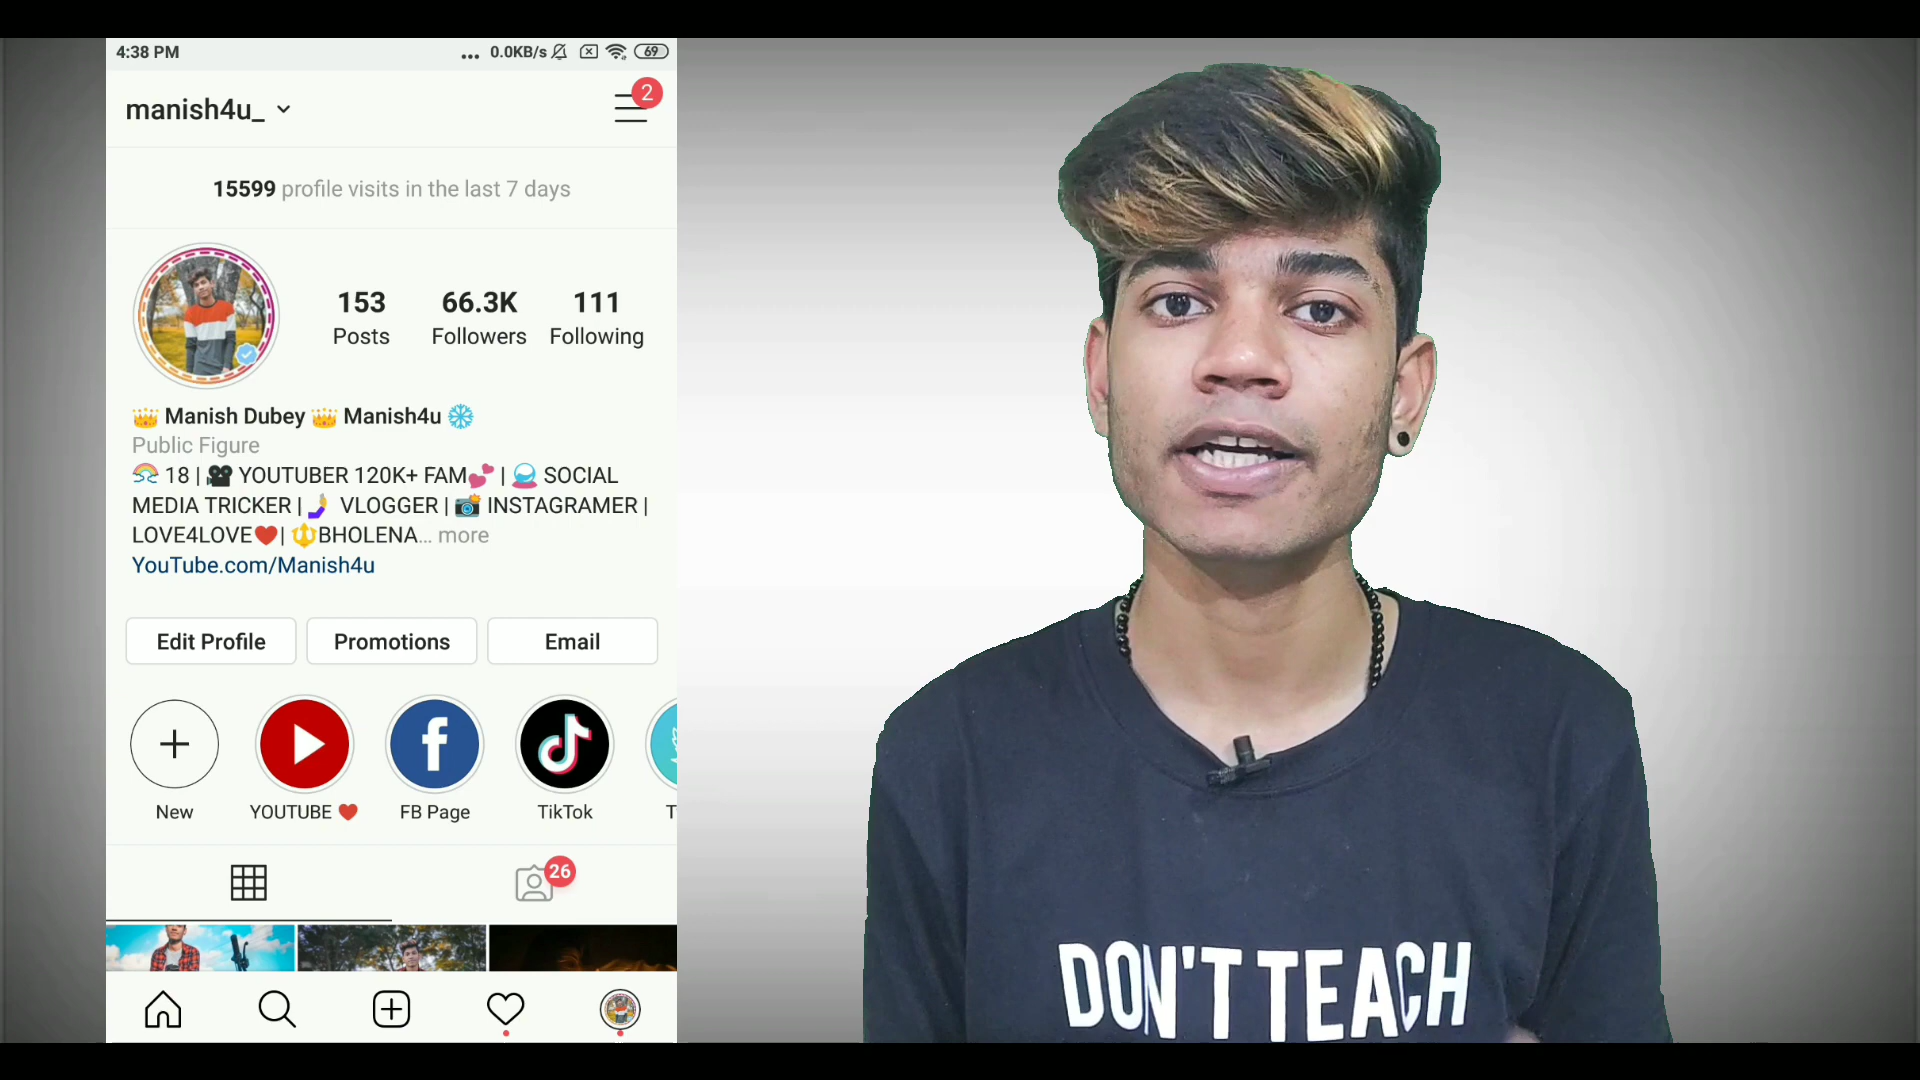 4:38 PM
... 0.0KB/s 69
manish4u_
2
15599 profile visits in the last 7 days
153 66.3K 111
Posts Followers Following
👑 Manish Dubey 👑 Manish4u ❄️
Public Figure
🌈 18 | 🎥 YOUTUBER 120K+ FAM💕 | 🔮 SOCIAL
MEDIA TRICKER | 🤳 VLOGGER | 📸 INSTAGRAMER |
LOVE4LOVE❤️| 🔱BHOLENA... more
YouTube.com/Manish4u
Edit Profile Promotions Email
New YOUTUBE ❤️ FB Page TikTok T
26
DON'T TEACH